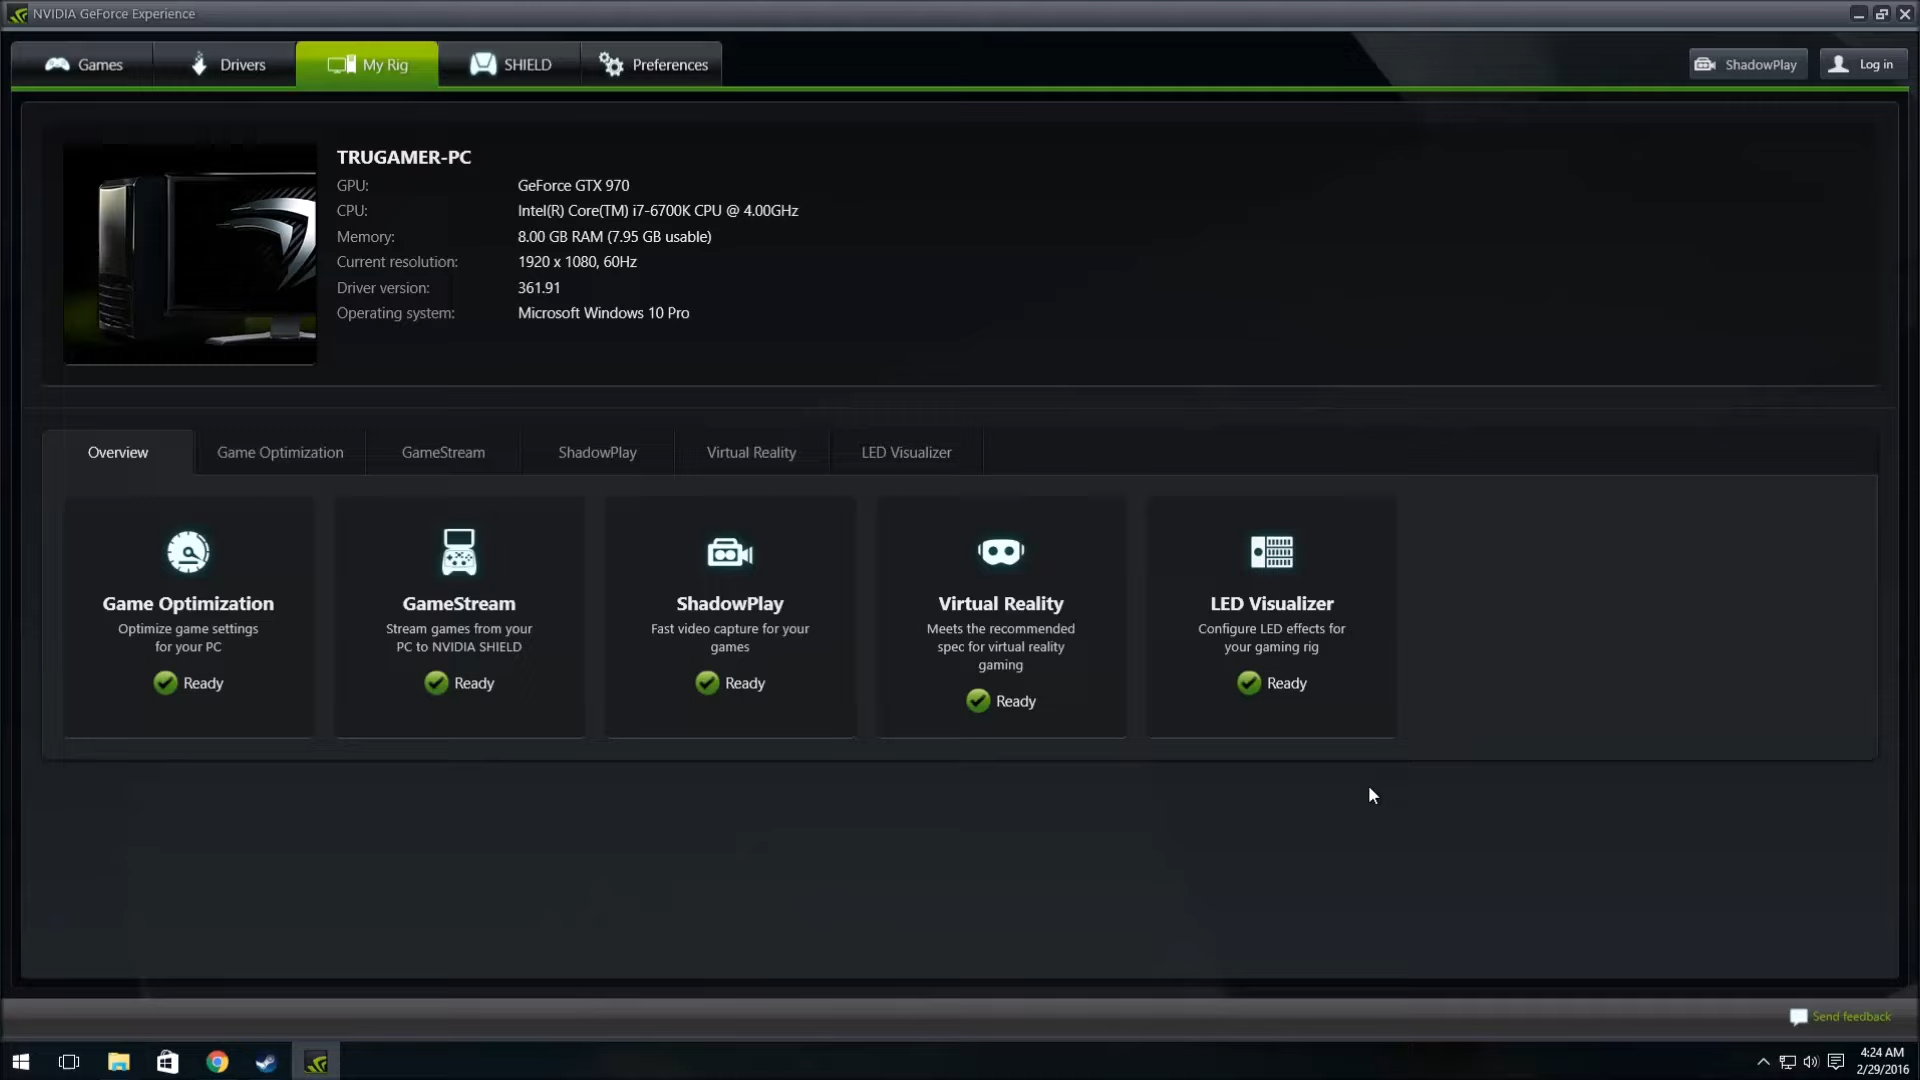 NVIDIA GeForce Experience
Games
Drivers
My Rig
SHIELD
Preferences
ShadowPlay
Log in
TRUGAMER-PC
GPU: GeForce GTX 970
CPU: Intel(R) Core(TM) i7-6700K CPU @ 4.00GHz
Memory: 8.00 GB RAM (7.95 GB usable)
Current resolution: 1920 x 1080, 60Hz
Driver version: 361.91
Operating system: Microsoft Windows 10 Pro
Overview
Game Optimization
GameStream
ShadowPlay
Virtual Reality
LED Visualizer
Game Optimization
Optimize game settings
for your PC
Ready
GameStream
Stream games from your
PC to NVIDIA SHIELD
Ready
ShadowPlay
Fast video capture for your
games
Ready
Virtual Reality
Meets the recommended
spec for virtual reality
gaming
Ready
LED Visualizer
Configure LED effects for
your gaming rig
Ready
Send feedback
4:24 AM
2/29/2016